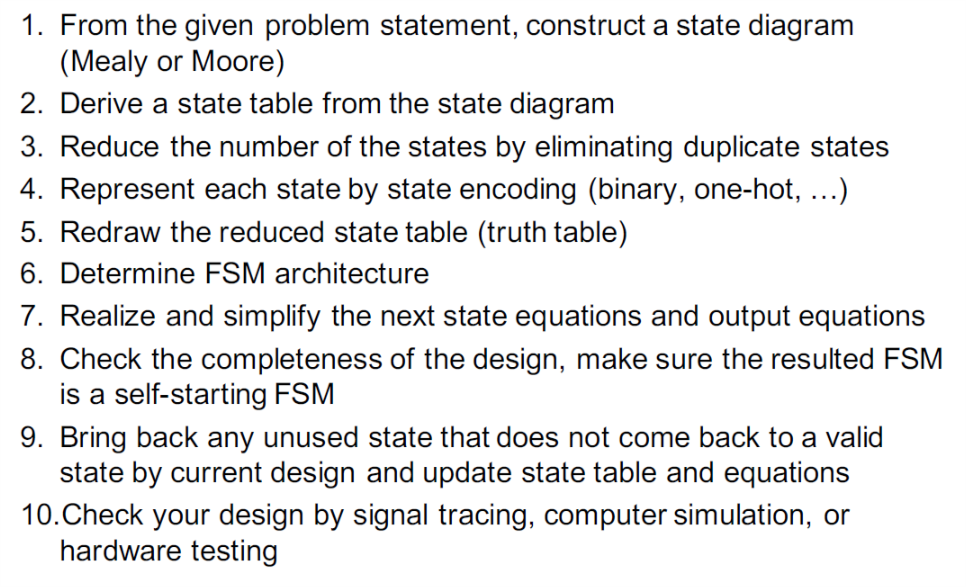 1. From the given problem statement, construct a state diagram
(Mealy or Moore)
2. Derive a state table from the state diagram
3. Reduce the number of the states by eliminating duplicate states
4. Represent each state by state encoding (binary, one-hot, …)
5. Redraw the reduced state table (truth table)
6. Determine FSM architecture
7. Realize and simplify the next state equations and output equations
8. Check the completeness of the design, make sure the resulted FSM
is a self-starting FSM
9. Bring back any unused state that does not come back to a valid
state by current design and update state table and equations
10.Check your design by signal tracing, computer simulation, or
hardware testing